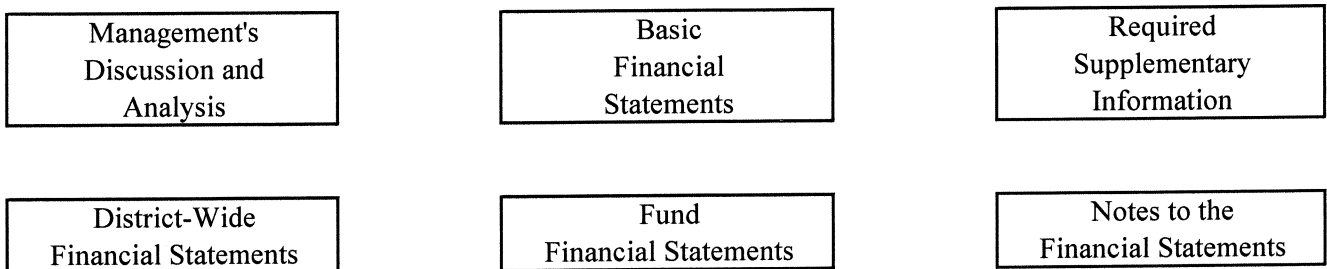 Management's
Discussion and
Analysis
Basic
Financial
Statements
Required
Supplementary
Information
District-Wide
Financial Statements
Fund
Financial Statements
Notes to the
Financial Statements